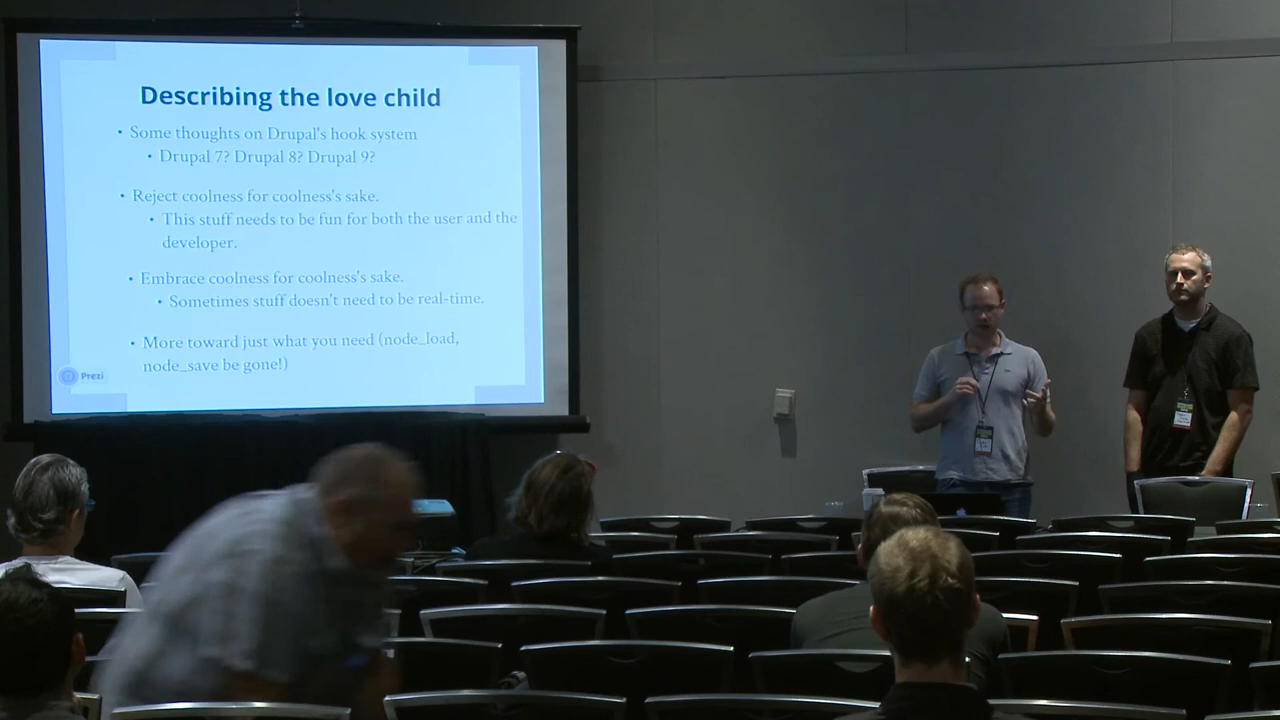 Describing the love child
• Some thoughts on Drupal's hook system
• Drupal 7? Drupal 8? Drupal 9?
• Reject coolness for coolness's sake.
• This stuff needs to be fun for both the user and the
developer.
• Embrace coolness for coolness's sake.
• Sometimes stuff doesn't need to be real-time.
• More toward just what you need (node_load,
node_save be gone!)
Prezi